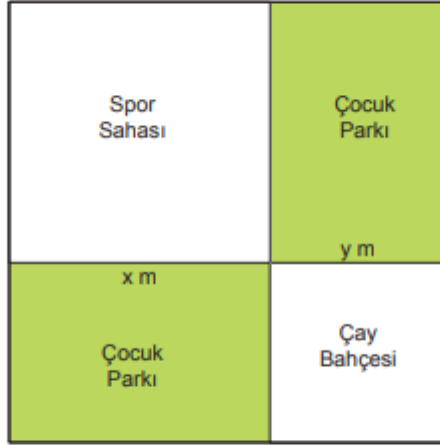 Spor
Sahası
Çocuk
Parkı
y m
x m
Çocuk
Parkı
Çay
Bahçesi